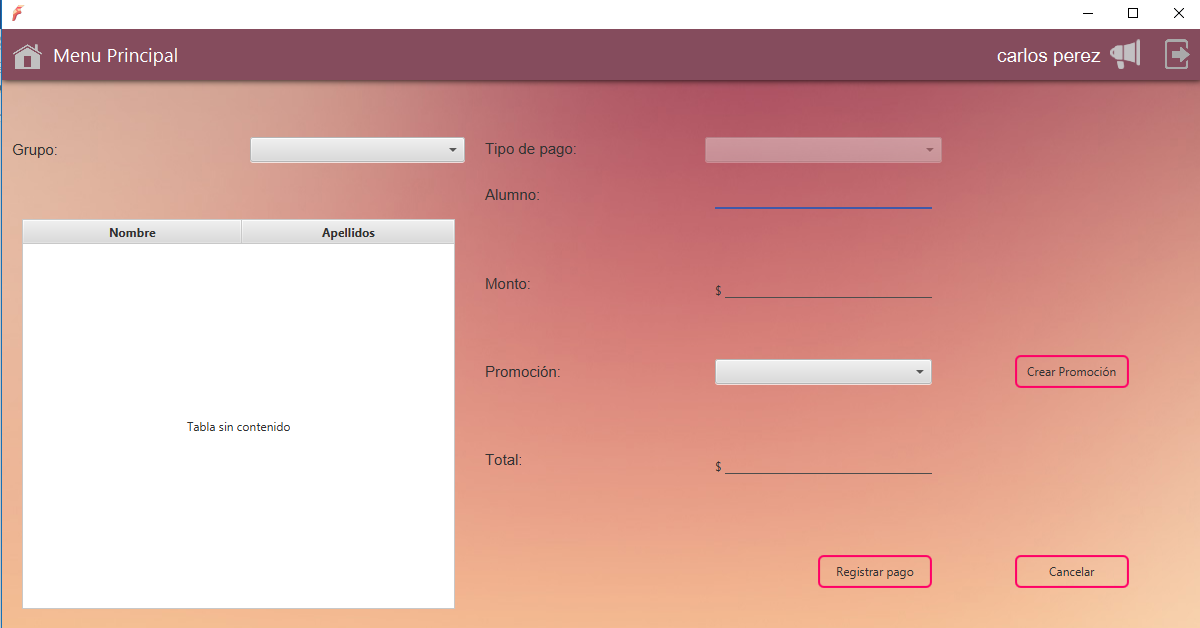 Menu Principal
carlos perez
Grupo:
Tipo de pago:
Alumno:
Nombre
Apellidos
Tabla sin contenido
Monto:
$
Promoción:
Crear Promoción
Total:
$
Registrar pago
Cancelar